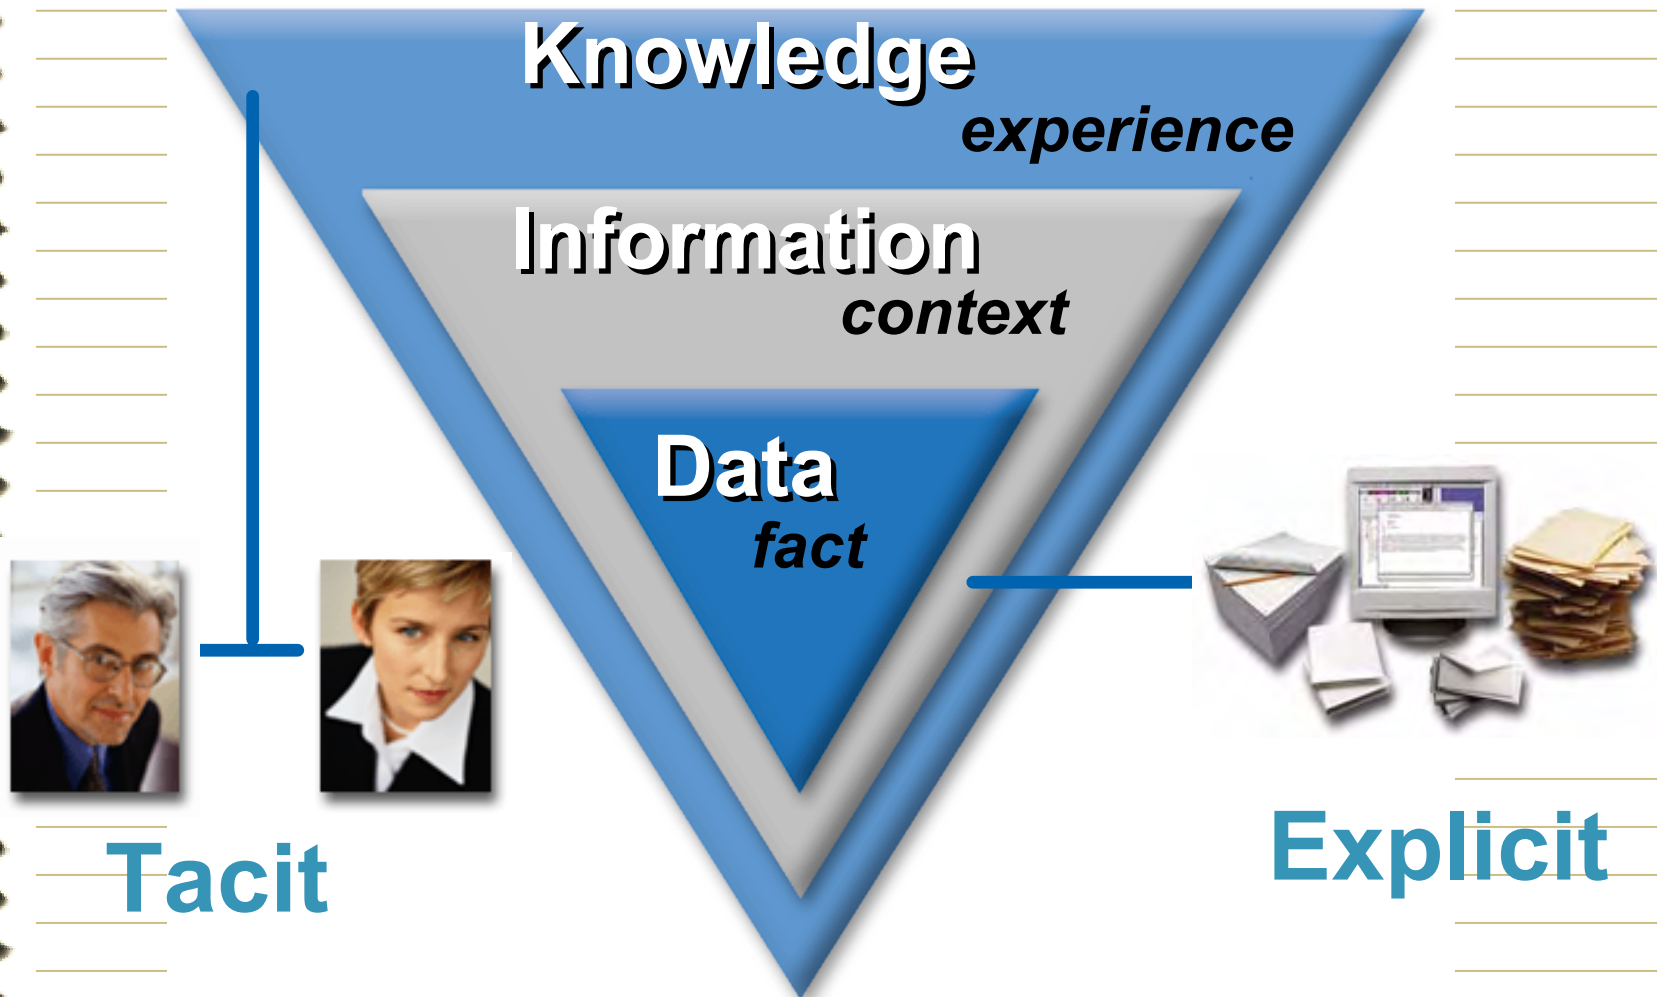 Knowledge
experience
Information
context
Data
fact
Tacit
Explicit